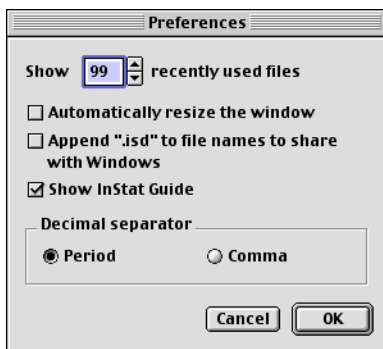 Preferences
Show 99 recently used files
Automatically resize the window
Append ".isd" to file names to share
with Windows
Show InStat Guide
Decimal separator
Period Comma
Cancel OK